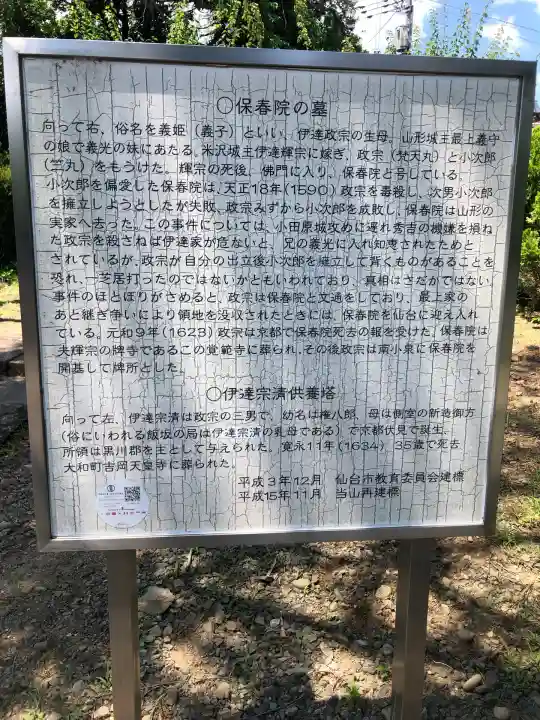 ○保春院の墓
向って右、俗名を義姫（義子）といい、伊達政宗の生母、山形城主最上義守
の娘で義光の妹にあたる。米沢城主伊達輝宗に嫁ぎ、政宗（梵天丸）と小次郎
（竺丸）をもうけた。輝宗の死後、佛門に入り、保春院と号している。
小次郎を偏愛した保春院は、天正18年（1590）政宗を毒殺し、次男小次郎
を擁立しようとしたが失敗、政宗みずから小次郎を成敗し、保春院は山形の
実家へ去った。この事件については、小田原城攻めに遅れ秀吉の機嫌を損ね
た政宗を殺さねば伊達家が危ないと、兄の義光に入れ知恵されたためと
されているが、政宗が自分の出立後小次郎を擁立して背くものがあることを
恐れ、一芝居打ったのではないかともいわれており、真相はさだかではない
事件のほとぼりがさめると、政宗は保春院と文通をしており、最上家の
あと継ぎ争いにより領地を没収されたときには、保春院を仙台に迎え入れ
ている。元和9年（1623）政宗は京都で保春院死去の報を受けた。保春院は
夫輝宗の牌寺であるこの覚範寺に葬られ、その後政宗は南小泉に保春院を
開基して牌所とした。
○伊達宗清供養塔
向って左、伊達宗清は政宗の三男で、幼名は権八郎、母は側室の新造御方
（俗にいわれる飯坂の局は伊達宗清の乳母である）で京都伏見で誕生、
所領は黒川郡を主として与えられた。寛永11年（1634）35歳で死去
大和町吉岡天皇寺に葬られた。
平成3年12月　仙台市教育委員会建標
平成15年11月　当山再建標